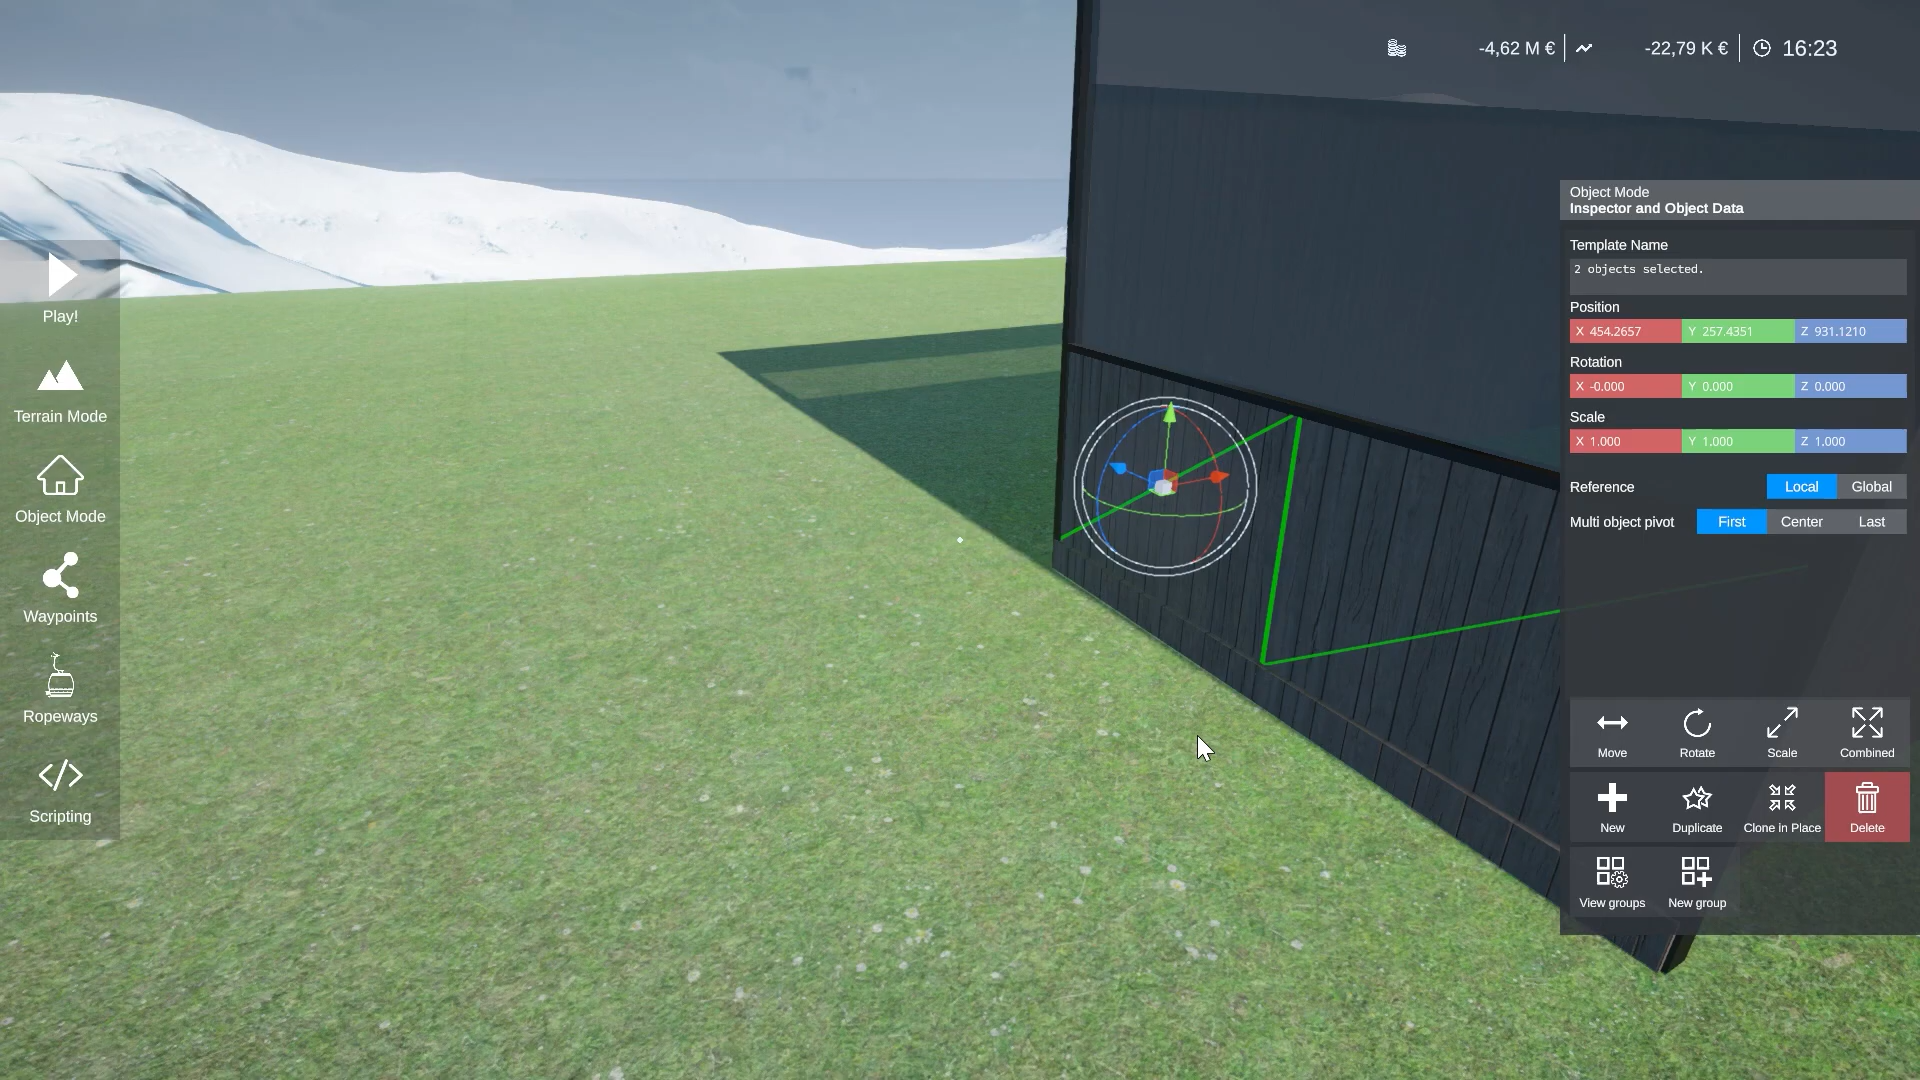 -4,62 M €
-22,79 K €
16:23
Object Mode
Inspector and Object Data
Template Name
2 objects selected.
Position
X 454.2657 Y 257.4351 Z 931.1210
Rotation
X -0.000 Y 0.000 Z 0.000
Scale
X 1.000 Y 1.000 Z 1.000
Reference Local Global
Multi object pivot First Center Last
Move Rotate Scale Combined
New Duplicate Clone in Place Delete
View groups New group
Play!
Terrain Mode
Object Mode
Waypoints
Ropeways
Scripting